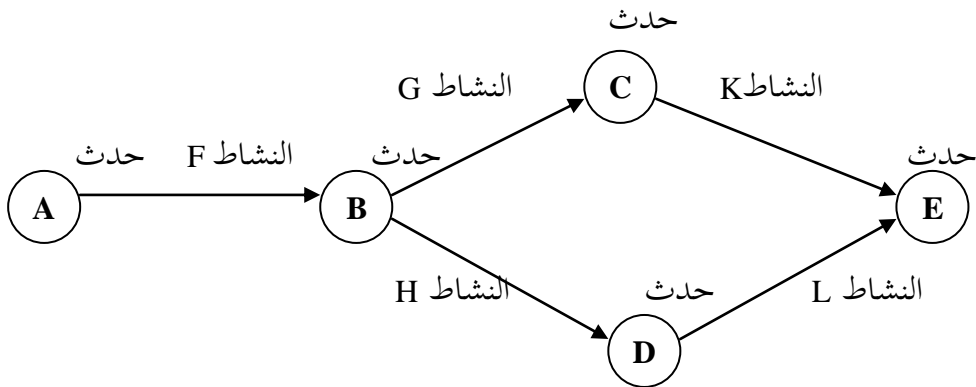 حدث
النشاط G
C
النشاطK
حدث
النشاط F
حدث
حدث
A
B
E
النشاط H
حدث
النشاط L
D